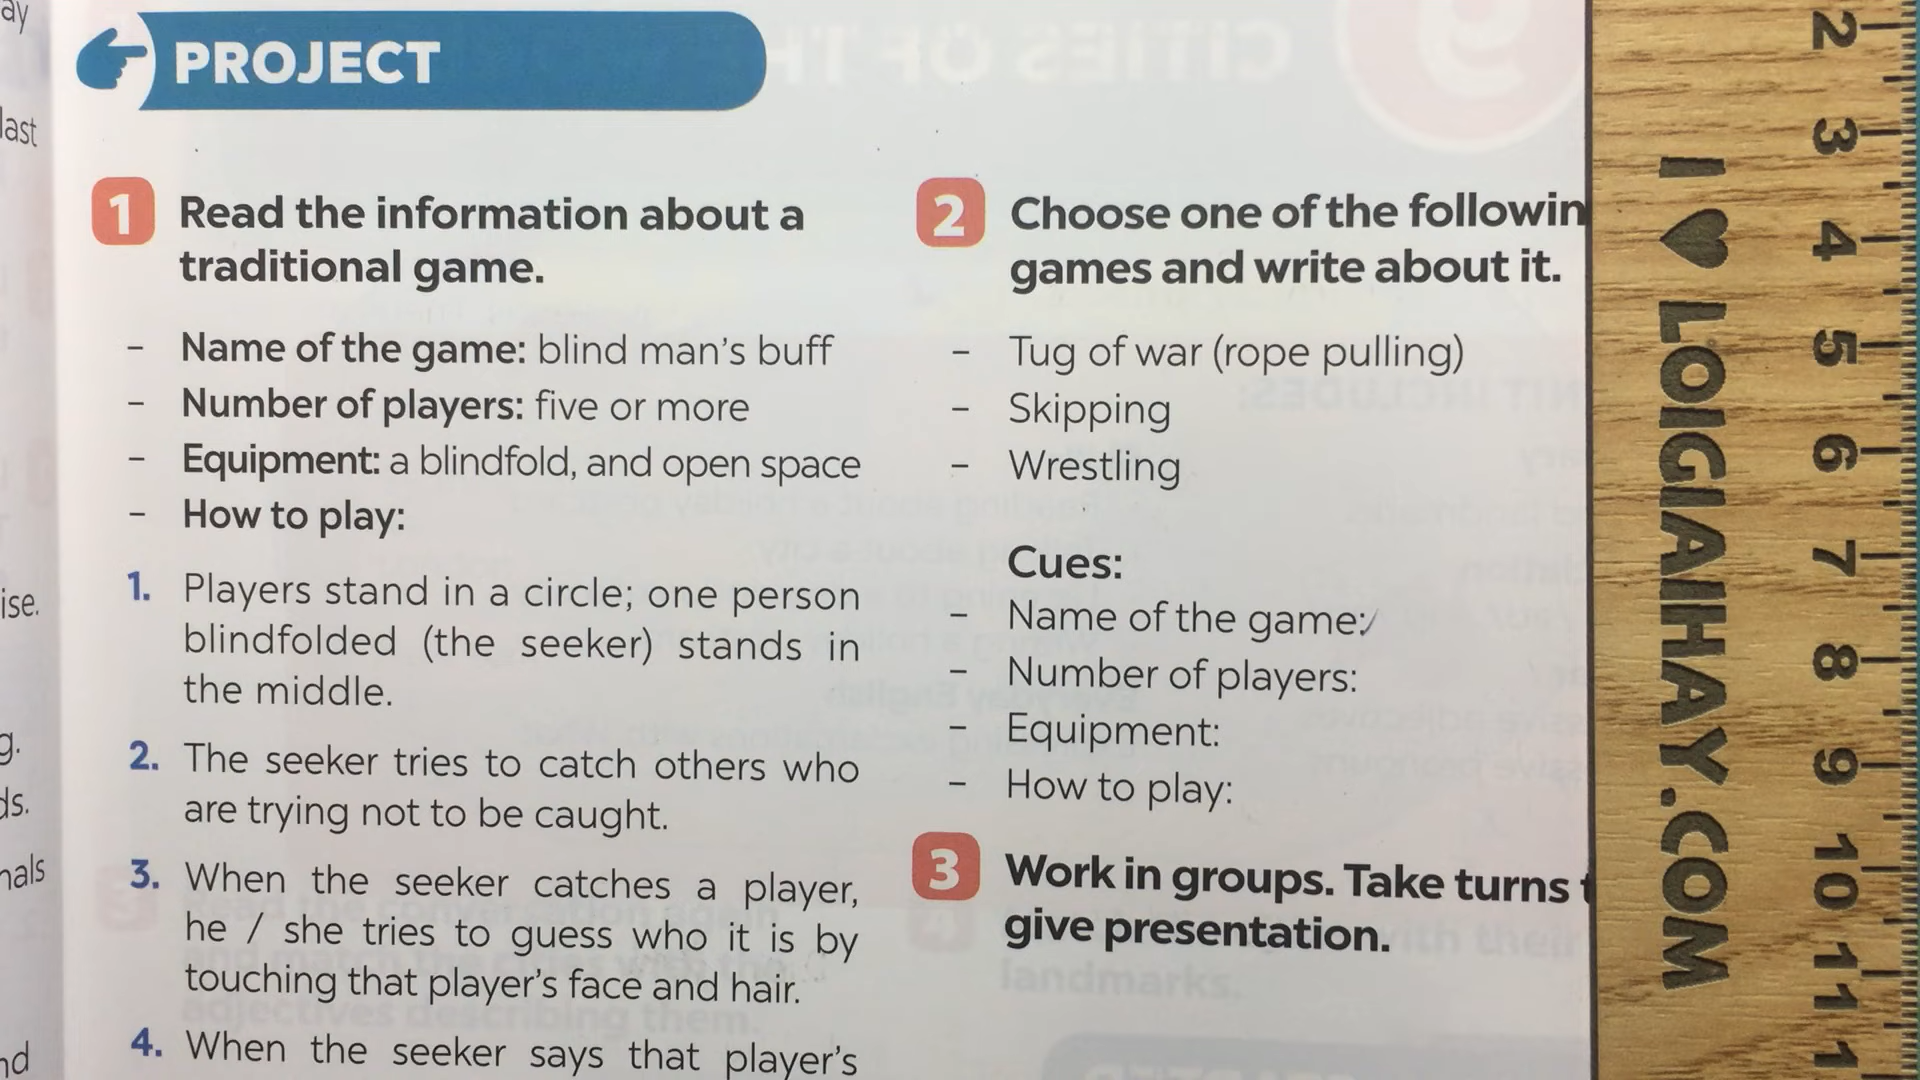 PROJECT
1 Read the information about a
traditional game.
- Name of the game: blind man's buff
- Number of players: five or more
- Equipment: a blindfold, and open space
- How to play:
1. Players stand in a circle; one person
blindfolded (the seeker) stands in
the middle.
2. The seeker tries to catch others who
are trying not to be caught.
3. When the seeker catches a player,
he / she tries to guess who it is by
touching that player's face and hair.
4. When the seeker says that player's
2 Choose one of the followin
games and write about it.
- Tug of war (rope pulling)
- Skipping
- Wrestling
Cues:
- Name of the game:
- Number of players:
- Equipment:
- How to play:
3 Work in groups. Take turns t
give presentation.
ay
last
ise.
g.
ds.
nals
nd
I ♥ LOIGIAIHAY.COM
2 3 4 5 6 7 8 9 10 11 1